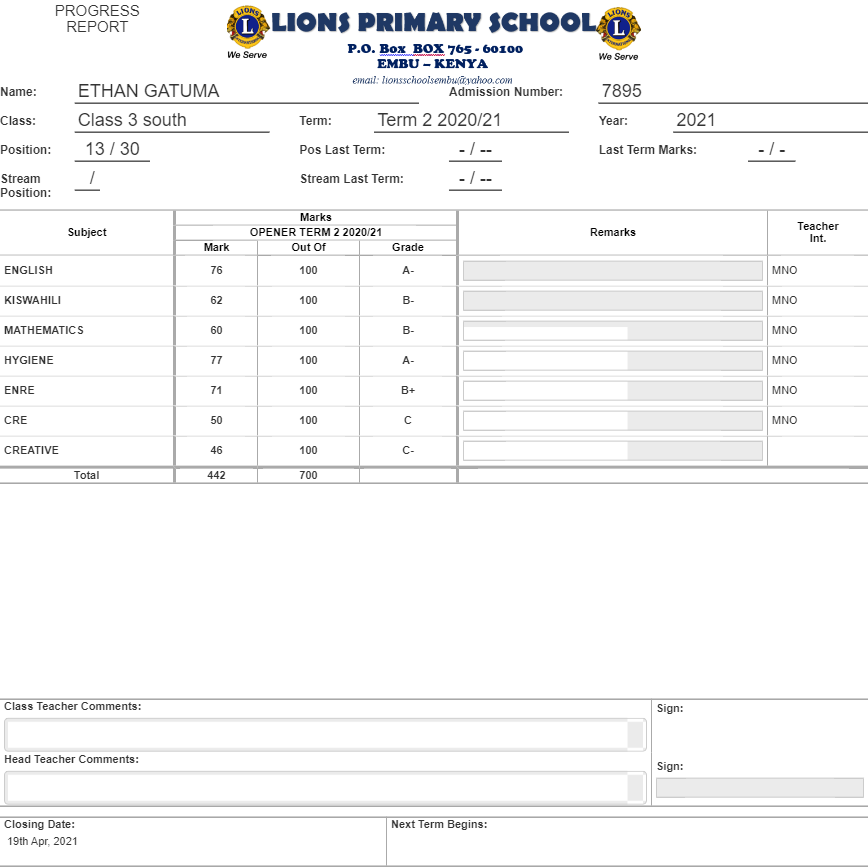 PROGRESS REPORT
LIONS PRIMARY SCHOOL
LIONS L INTERNATIONAL We Serve
P.O. Box BOX 765 - 60100
EMBU – KENYA
LIONS L INTERNATIONAL We Serve
email: lionsschoolsembu@yahoo.com
Name: ETHAN GATUMA Admission Number: 7895
Class: Class 3 south Term: Term 2 2020/21 Year: 2021
Position: 13 / 30 Pos Last Term: - / -- Last Term Marks: - / -
Stream Position: / Stream Last Term: - / --
Subject Marks Remarks Teacher Int.
OPENER TERM 2 2020/21
Mark Out Of Grade
ENGLISH 76 100 A- MNO
KISWAHILI 62 100 B- MNO
MATHEMATICS 60 100 B- MNO
HYGIENE 77 100 A- MNO
ENRE 71 100 B+ MNO
CRE 50 100 C MNO
CREATIVE 46 100 C-
Total 442 700
Class Teacher Comments: Sign:
Head Teacher Comments: Sign:
Closing Date: Next Term Begins:
19th Apr, 2021